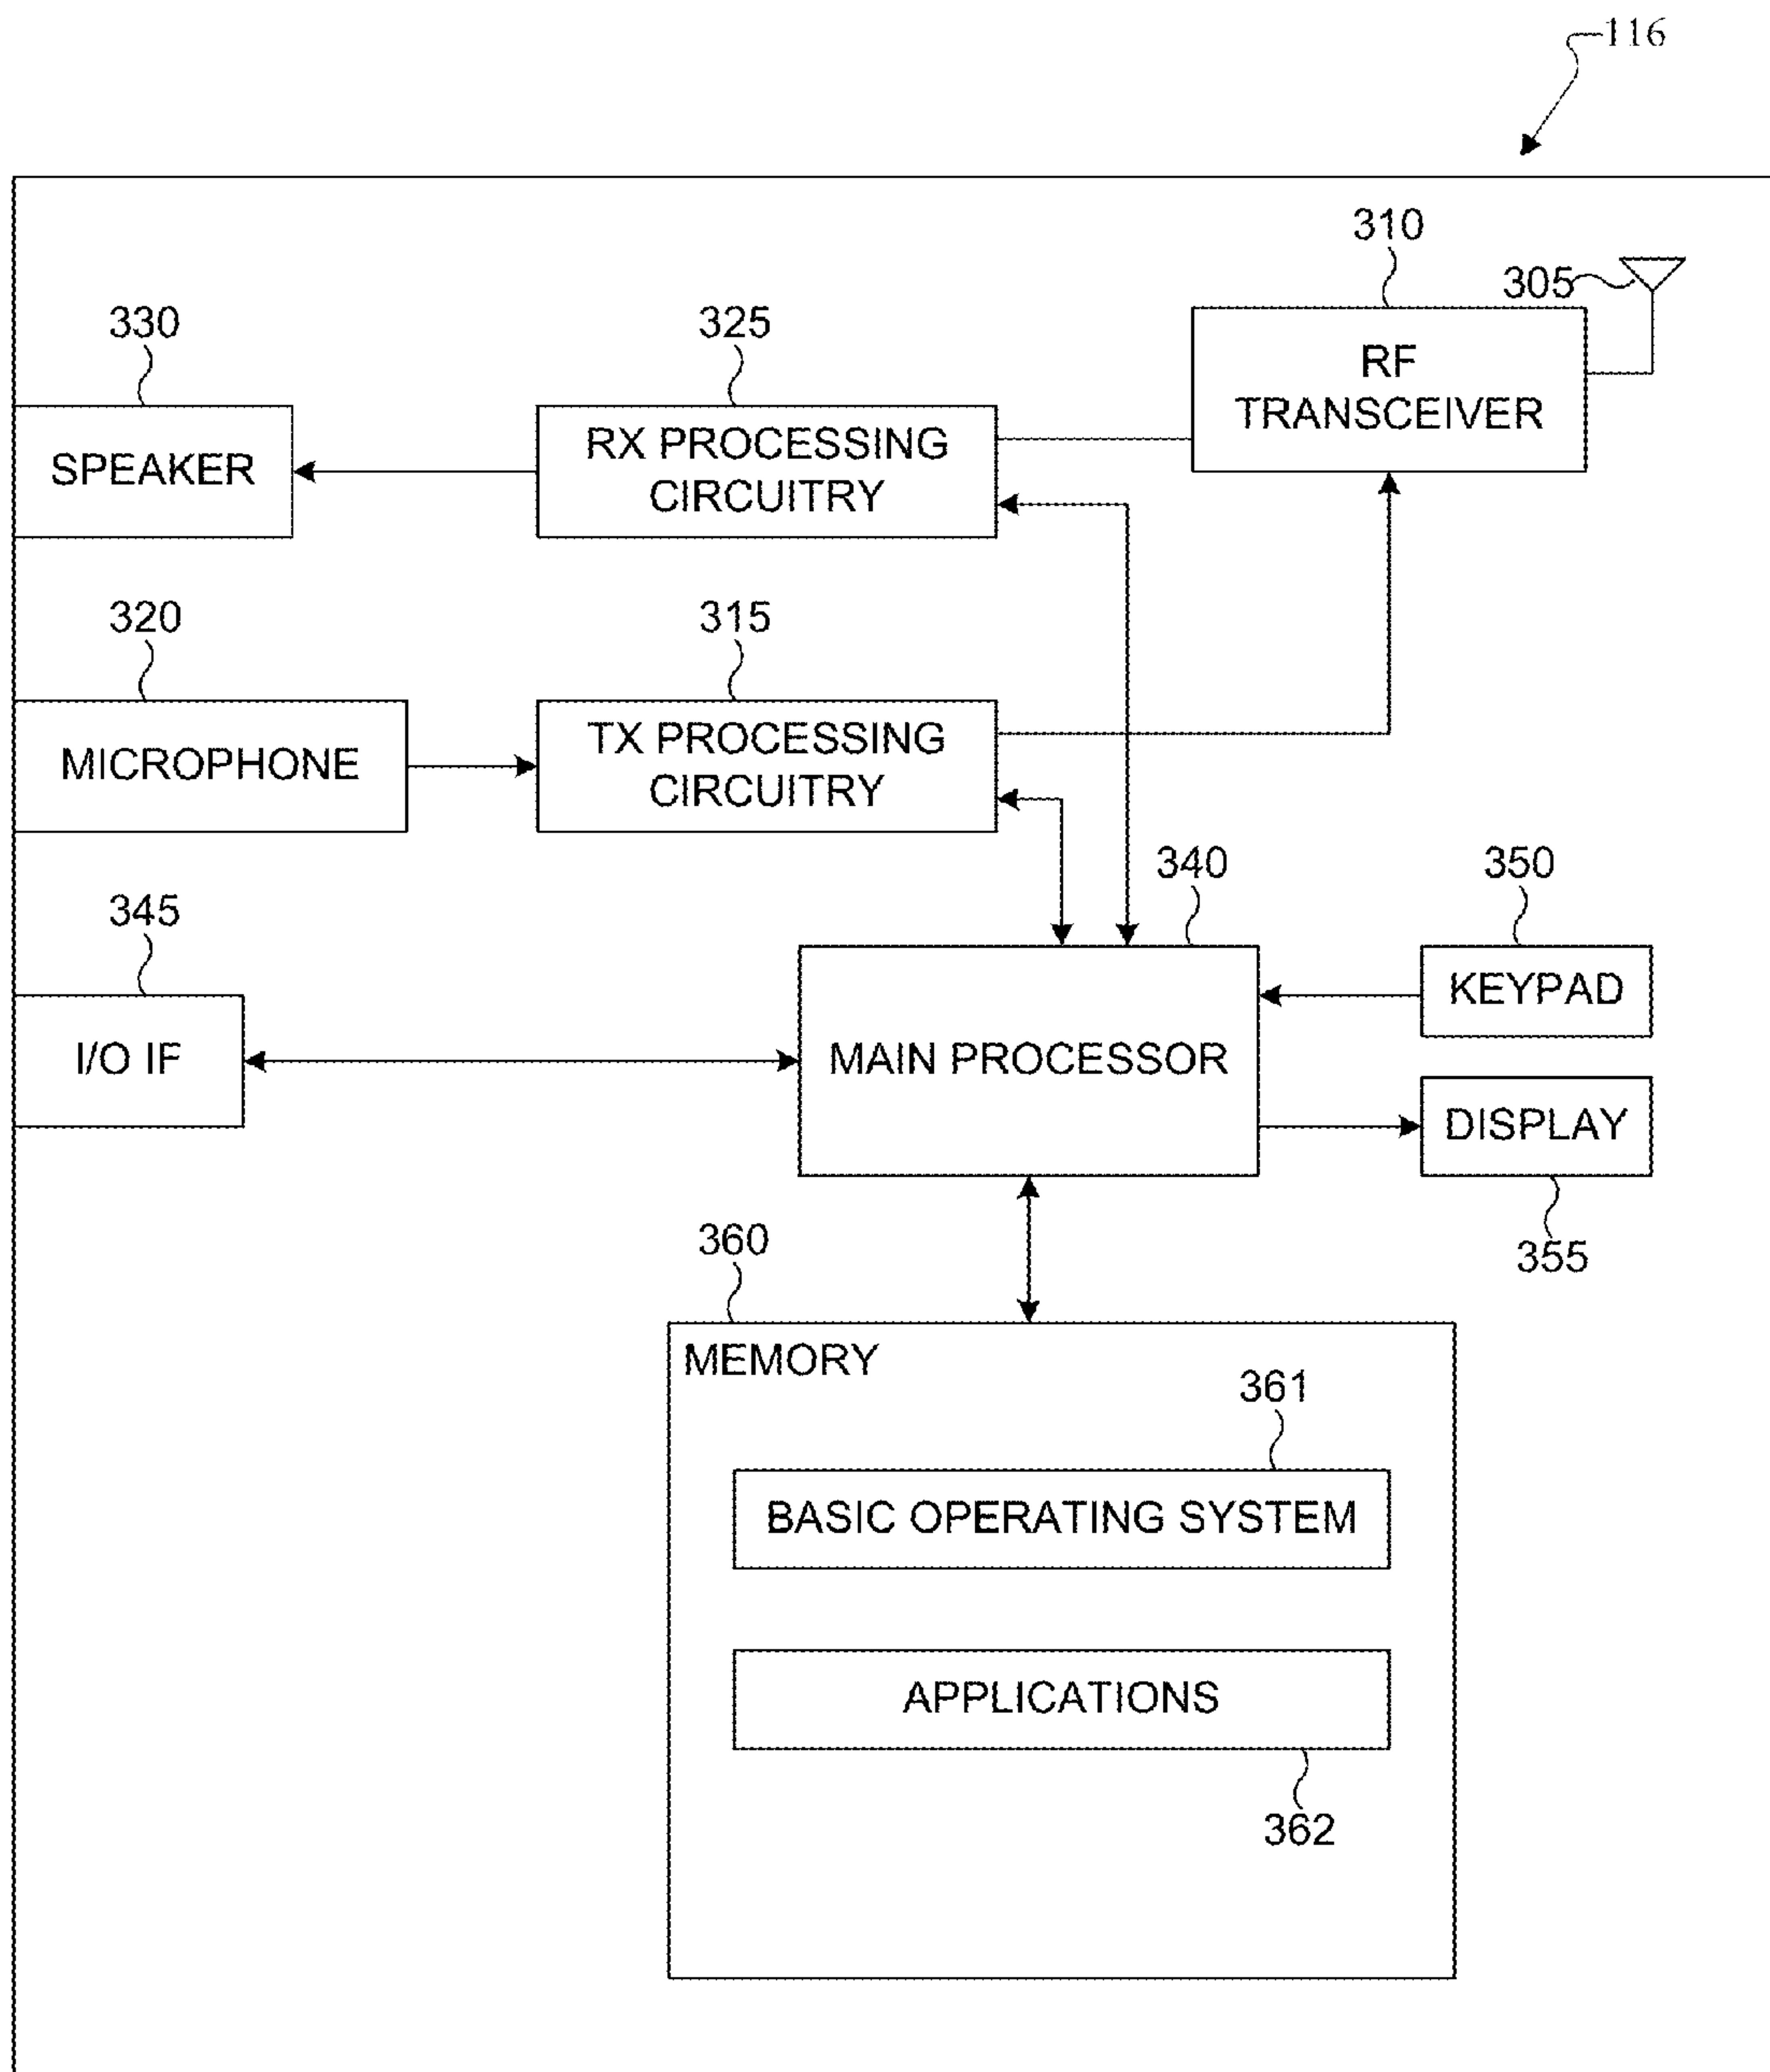 116
310
305
RF
TRANSCEIVER
330
325
SPEAKER
RX PROCESSING
CIRCUITRY
320
315
MICROPHONE
TX PROCESSING
CIRCUITRY
345
340
350
I/O IF
MAIN PROCESSOR
KEYPAD
DISPLAY
355
360
MEMORY
361
BASIC OPERATING SYSTEM
APPLICATIONS
362